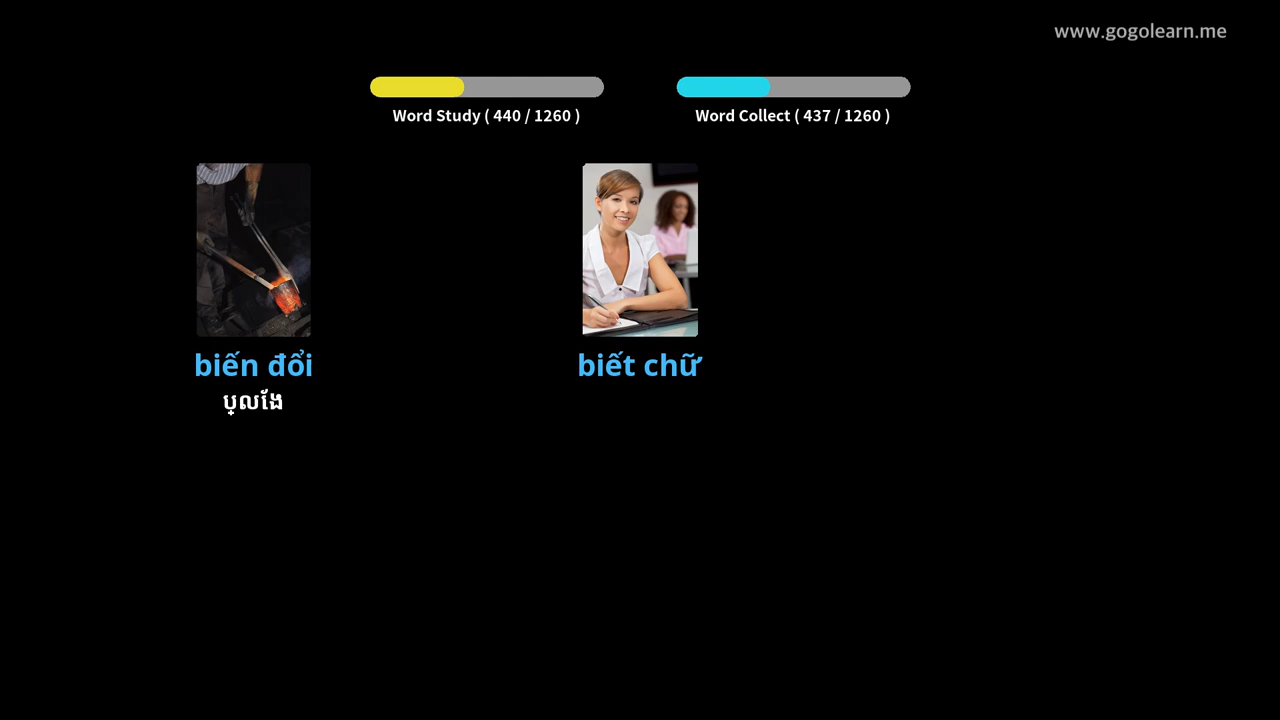 www.gogolearn.me
Word Study ( 440 / 1260 )
Word Collect ( 437 / 1260 )
biến đổi
biết chữ
ប្លែង